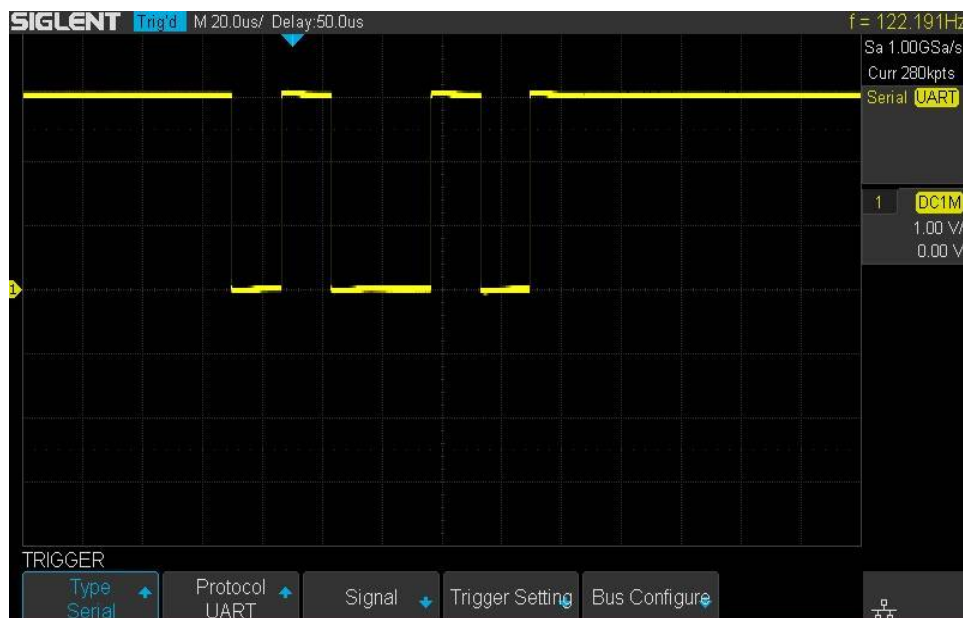 SIGLENT Trig'd M 20.0us/ Delay:50.0us f = 122.191Hz
Sa 1.00GSa/s
Curr 280kpts
Serial UART
1 DC1M
1.00 V/
0.00 V
1
TRIGGER
Type Protocol Signal Trigger Setting Bus Configure
Serial UART